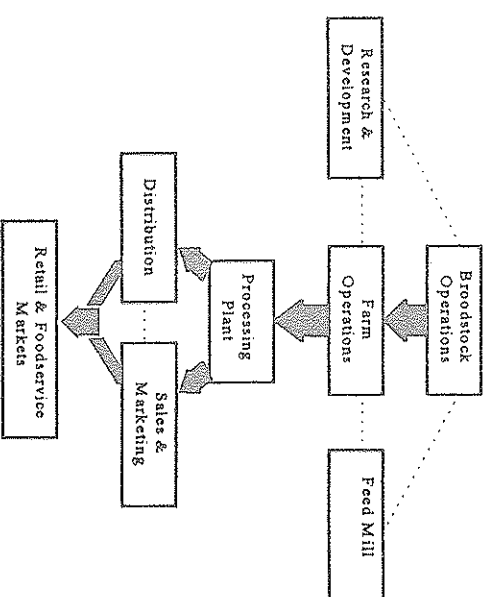 Broodstock
Operations
Research &
Development
Farm
Operations
Feed Mill
Processing
Plant
Distribution
Sales &
Marketing
Retail & Foodservice
Markets